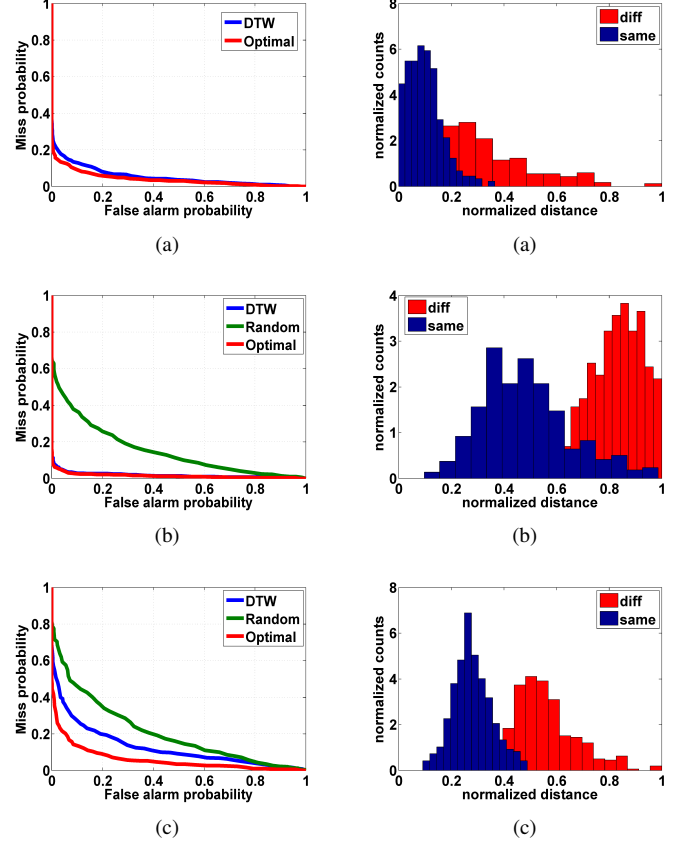 1
0.8
0.6
0.4
0.2
0
0.2 0.4 0.6 0.8 1
Miss probability
False alarm probability
DTW
Optimal
(a)
8
6
4
2
0
0 0.2 0.4 0.6 0.8 1
normalized counts
normalized distance
diff
same
(a)
1
0.8
0.6
0.4
0.2
0
0.2 0.4 0.6 0.8 1
Miss probability
False alarm probability
DTW
Random
Optimal
(b)
4
3
2
1
0
0 0.2 0.4 0.6 0.8 1
normalized counts
normalized distance
diff
same
(b)
1
0.8
0.6
0.4
0.2
0
0.2 0.4 0.6 0.8 1
Miss probability
False alarm probability
DTW
Random
Optimal
(c)
8
6
4
2
0
0 0.2 0.4 0.6 0.8 1
normalized counts
normalized distance
diff
same
(c)